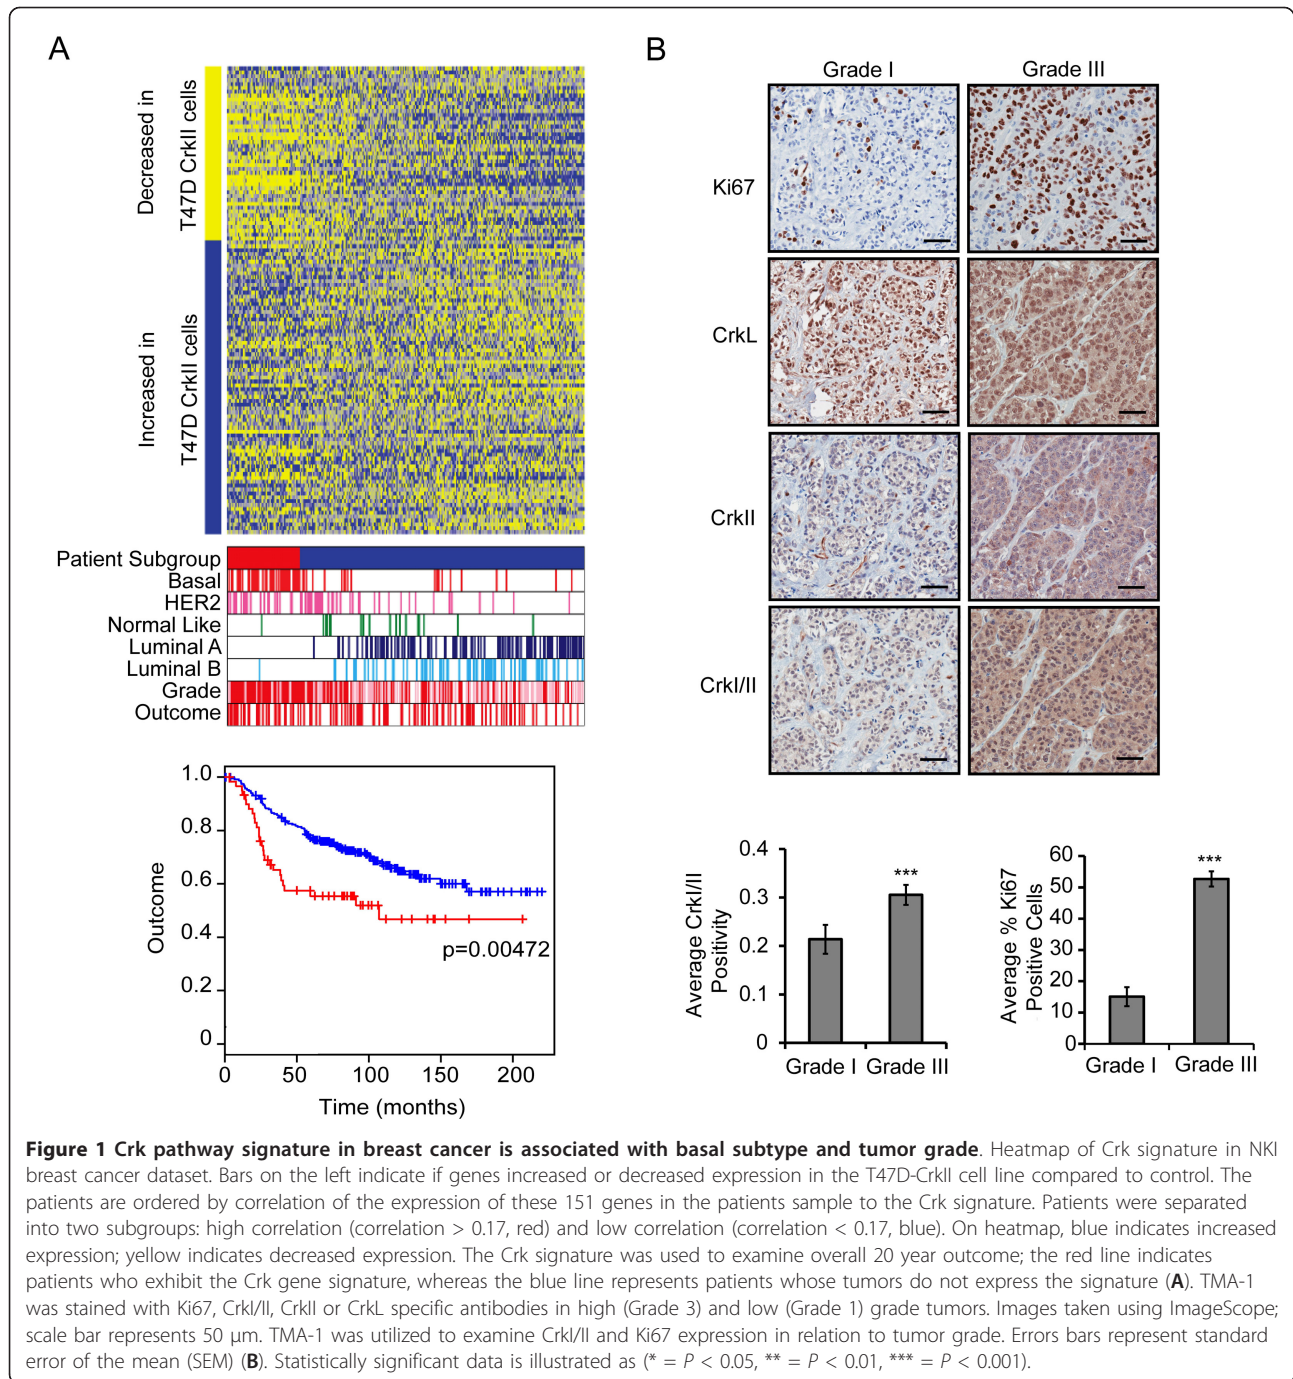 A
Decreased in
T47D CrkII cells
Increased in
T47D CrkII cells
Patient Subgroup
Basal
HER2
Normal Like
Luminal A
Luminal B
Grade
Outcome
Outcome
1.0
0.8
0.6
0.4
0.2
0
p=0.00472
0 50 100 150 200
Time (months)
B
Grade I Grade III
Ki67
CrkL
CrkII
CrkI/II
Average CrkI/II
Positivity
0.4
0.3
0.2
0.1
0
***
Grade I Grade III
Average % Ki67
Positive Cells
60
50
40
30
20
10
0
***
Grade I Grade III
Figure 1 Crk pathway signature in breast cancer is associated with basal subtype and tumor grade. Heatmap of Crk signature in NKI
breast cancer dataset. Bars on the left indicate if genes increased or decreased expression in the T47D-CrkII cell line compared to control. The
patients are ordered by correlation of the expression of these 151 genes in the patients sample to the Crk signature. Patients were separated
into two subgroups: high correlation (correlation > 0.17, red) and low correlation (correlation < 0.17, blue). On heatmap, blue indicates increased
expression; yellow indicates decreased expression. The Crk signature was used to examine overall 20 year outcome; the red line indicates
patients who exhibit the Crk gene signature, whereas the blue line represents patients whose tumors do not express the signature (A). TMA-1
was stained with Ki67, CrkI/II, CrkII or CrkL specific antibodies in high (Grade 3) and low (Grade 1) grade tumors. Images taken using ImageScope;
scale bar represents 50 μm. TMA-1 was utilized to examine CrkI/II and Ki67 expression in relation to tumor grade. Errors bars represent standard
error of the mean (SEM) (B). Statistically significant data is illustrated as (* = P < 0.05, ** = P < 0.01, *** = P < 0.001).